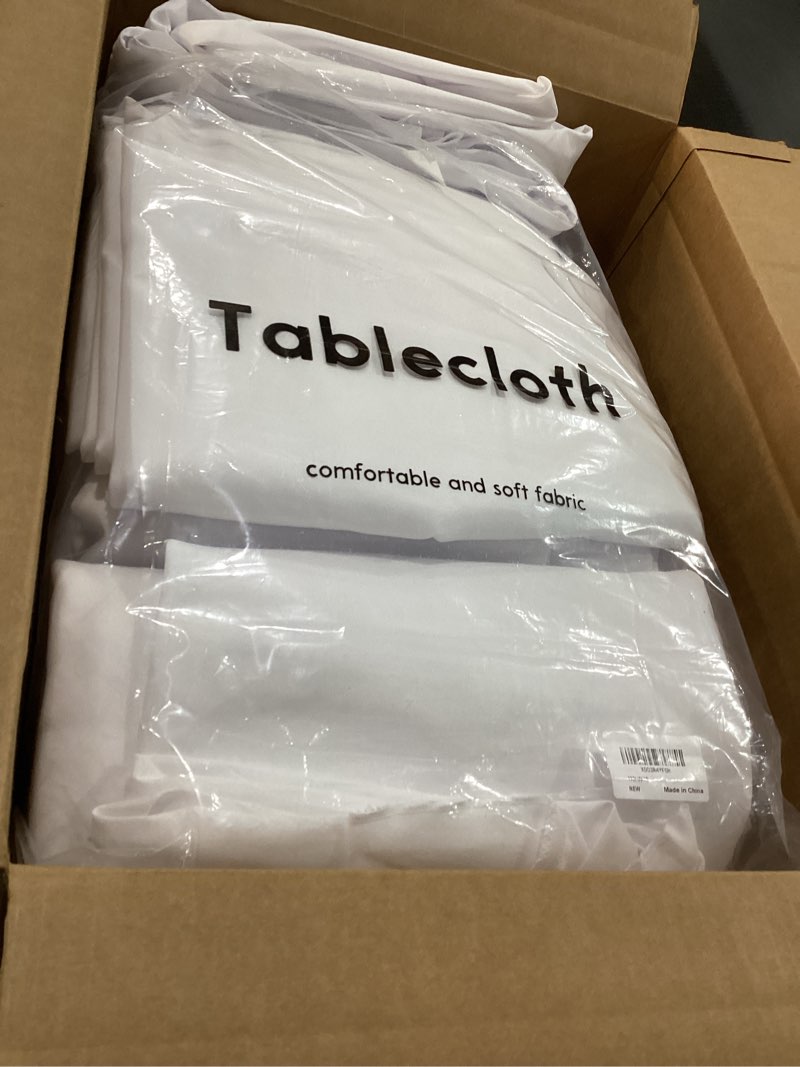 Tablecloth
comfortable and soft fabric
NEW Made in China